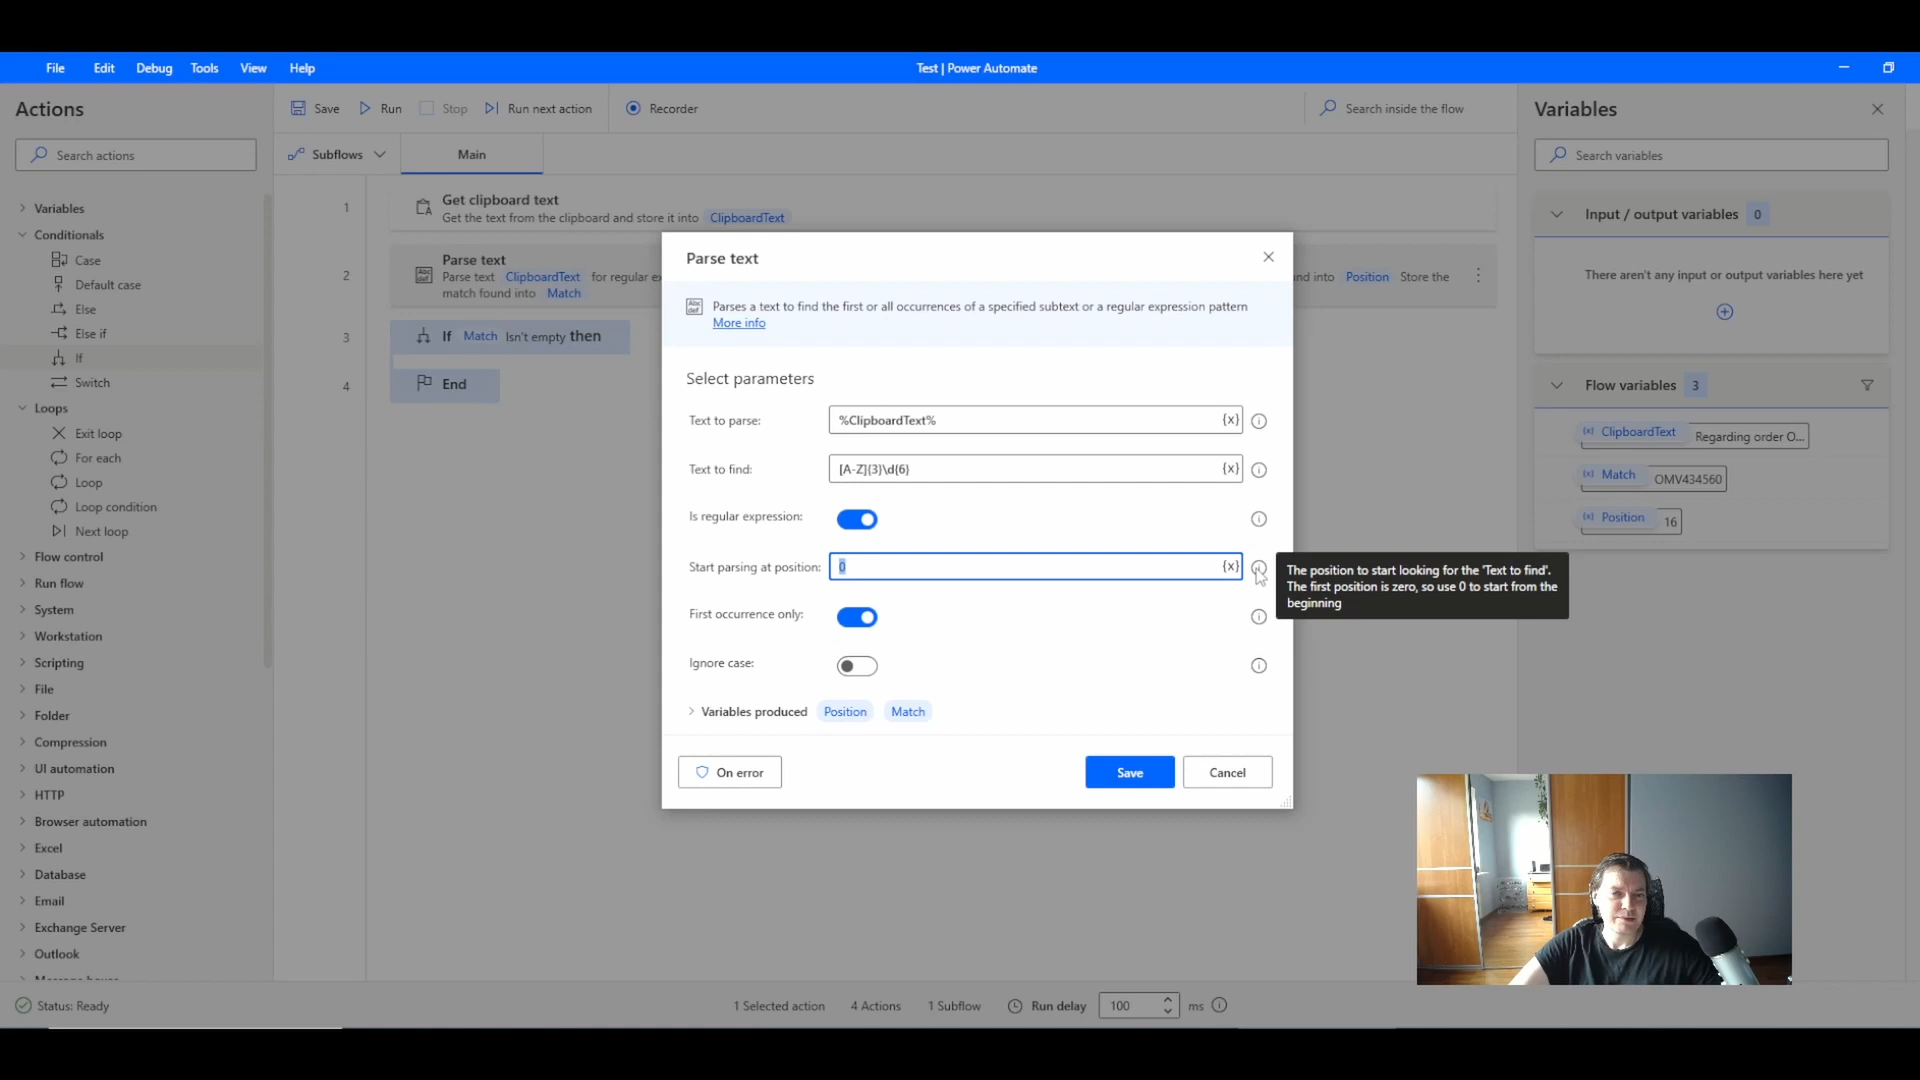 File Edit Debug Tools View Help
Test | Power Automate
Actions
Search actions
Variables
Conditionals
Case
Default case
Else
Else if
If
Switch
Loops
Exit loop
For each
Loop
Loop condition
Next loop
Flow control
Run flow
System
Workstation
Scripting
File
Folder
Compression
UI automation
HTTP
Browser automation
Excel
Database
Email
Exchange Server
Outlook
Save Run Stop Run next action Recorder
Search inside the flow
Subflows Main
1
Get clipboard text
Get the text from the clipboard and store it into ClipboardText
2
Parse text
Parse text ClipboardText for regular ex
nd into Position Store the
match found into Match
3 If Match Isn't empty then
4 End
Parse text
Abc def
Parses a text to find the first or all occurrences of a specified subtext or a regular expression pattern
More info
Select parameters
Text to parse: %ClipboardText% {x}
Text to find: [A-Z]{3}\d{6} {x}
Is regular expression:
Start parsing at position: 0 {x}
The position to start looking for the 'Text to find'.
The first position is zero, so use 0 to start from the
beginning
First occurrence only:
Ignore case:
Variables produced Position Match
On error Save Cancel
Variables
Search variables
Input / output variables 0
There aren't any input or output variables here yet
Flow variables 3
{x} ClipboardText Regarding order O...
{x} Match OMV434560
{x} Position 16
Status: Ready
1 Selected action 4 Actions 1 Subflow Run delay 100 ms